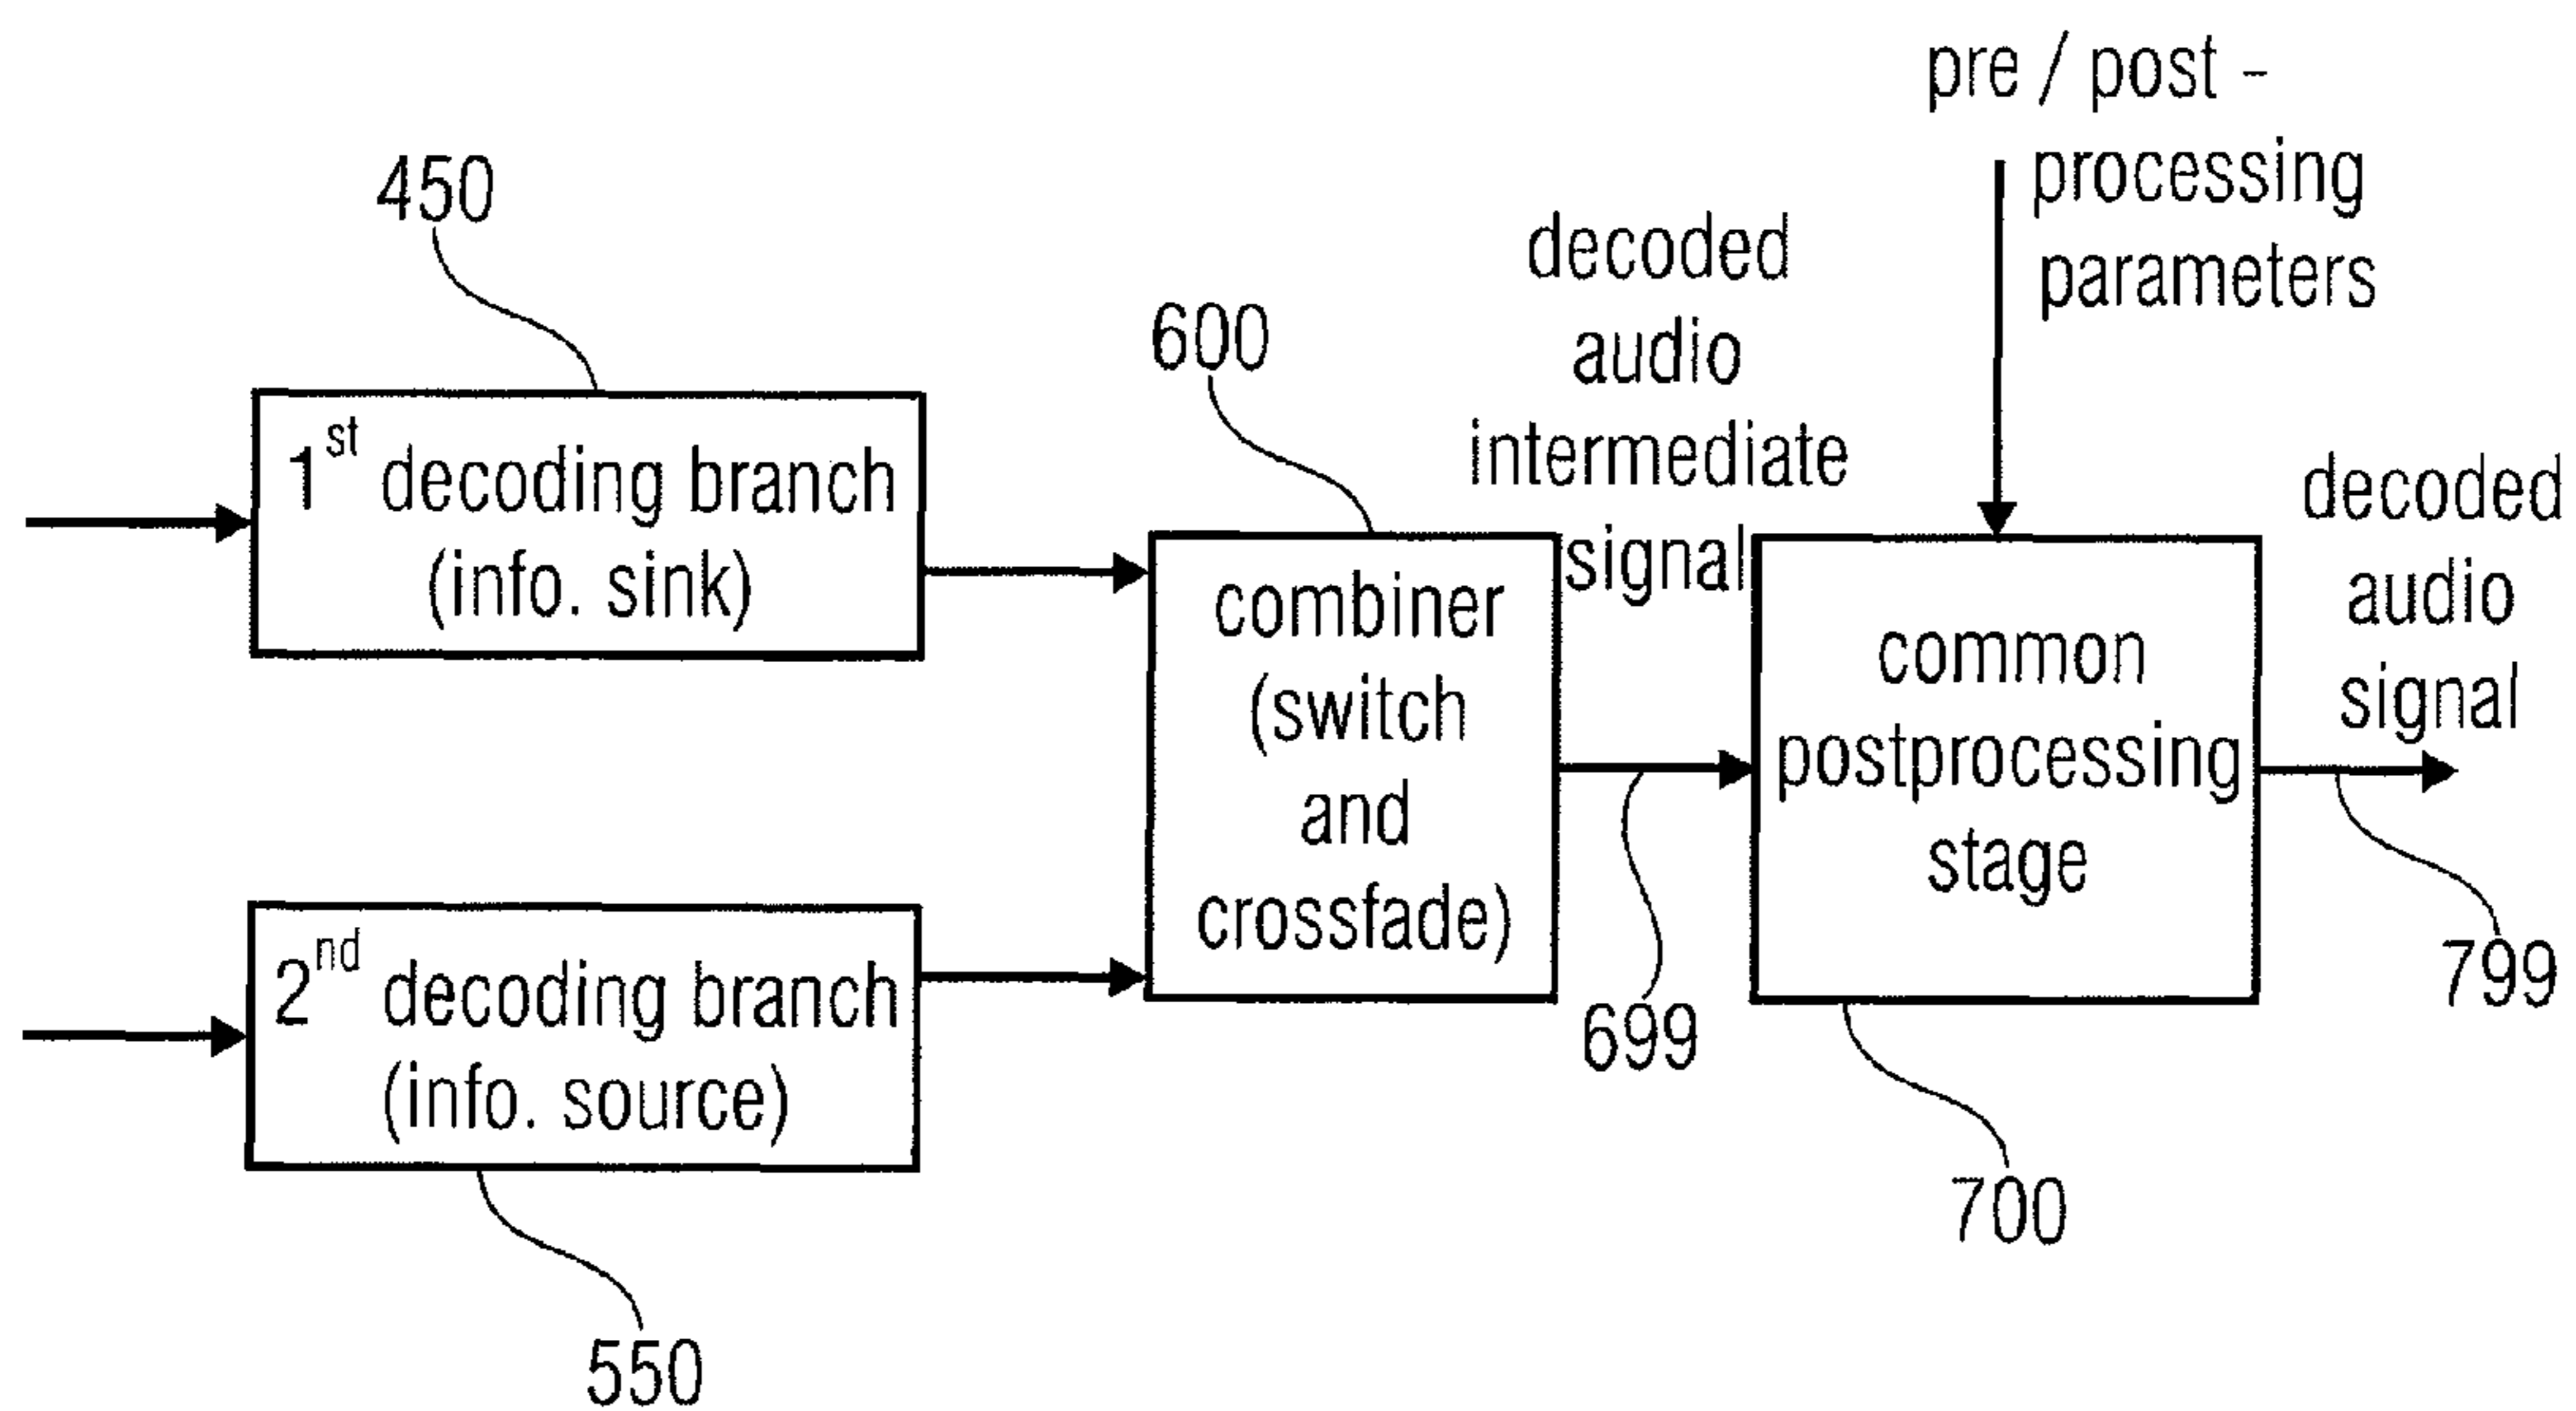 pre / post -
processing
parameters
450
1st decoding branch
(info. sink)
600
decoded
audio
intermediate
signal
combiner
(switch
and
crossfade)
common
postprocessing
stage
decoded
audio
signal
2nd decoding branch
(info. source)
699
799
700
550